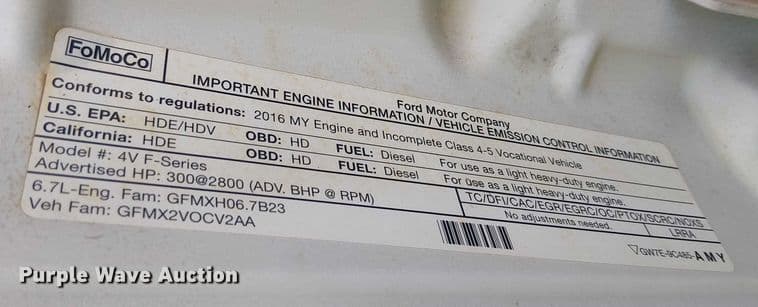 FoMoCo
Ford Motor Company
IMPORTANT ENGINE INFORMATION / VEHICLE EMISSION CONTROL INFORMATION
Conforms to regulations: 2016 MY Engine and Incomplete Class 4-5 Vocational Vehicle
U.S. EPA: HDE/HDV OBD: HD FUEL: Diesel For use as a light heavy-duty engine.
California: HDE OBD: HD FUEL: Diesel For use as a light heavy-duty engine.
Model #: 4V F-Series
Advertised HP: 300@2800 (ADV. BHP @ RPM)
TC/DFI/CAC/EGR/EGRC/OC/PTOX/SCRC/NOXS
6.7L-Eng. Fam: GFMXH06.7B23
No adjustments needed. LRRA
Veh Fam: GFMX2VOCV2AA
GW7E-9C485-AMY
Purple Wave Auction